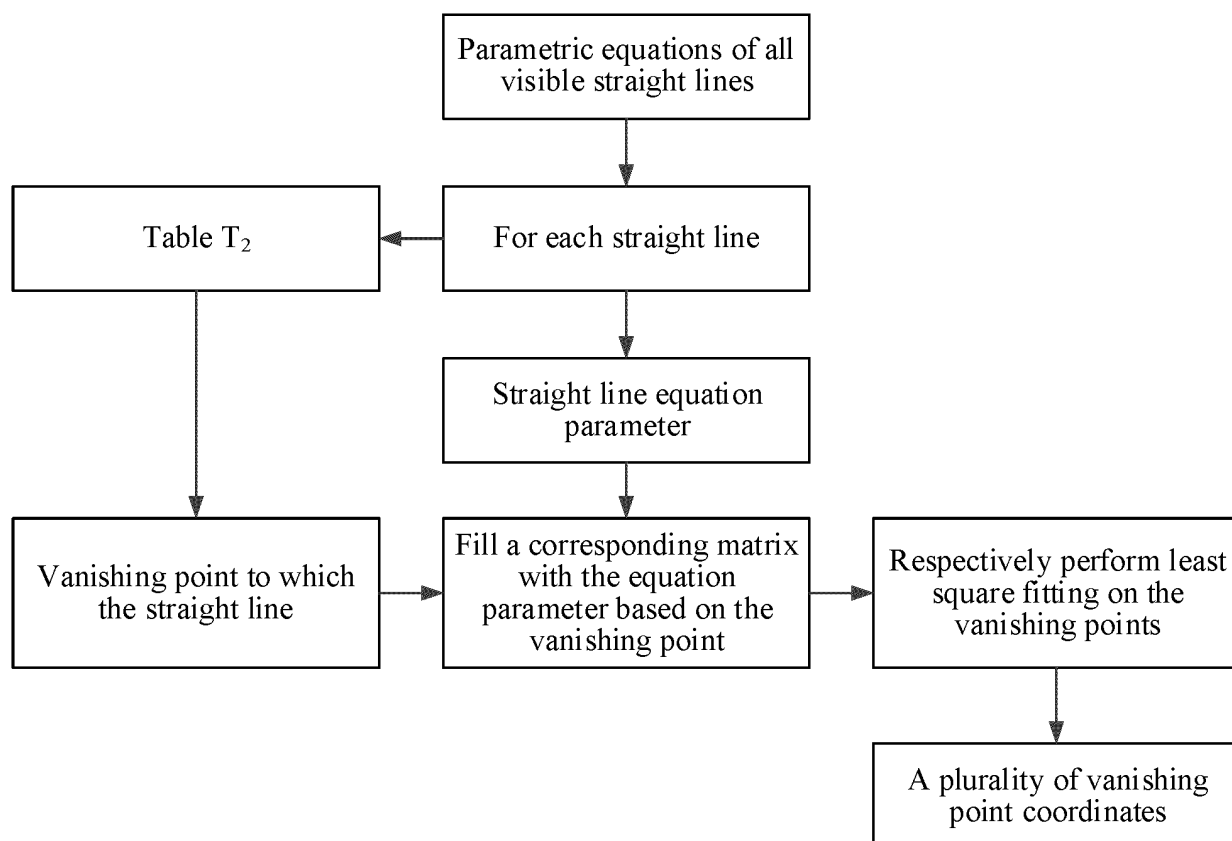 Parametric equations of all
visible straight lines
Table T₂
For each straight line
Straight line equation
parameter
Vanishing point to which
the straight line
Fill a corresponding matrix
with the equation
parameter based on the
vanishing point
Respectively perform least
square fitting on the
vanishing points
A plurality of vanishing
point coordinates